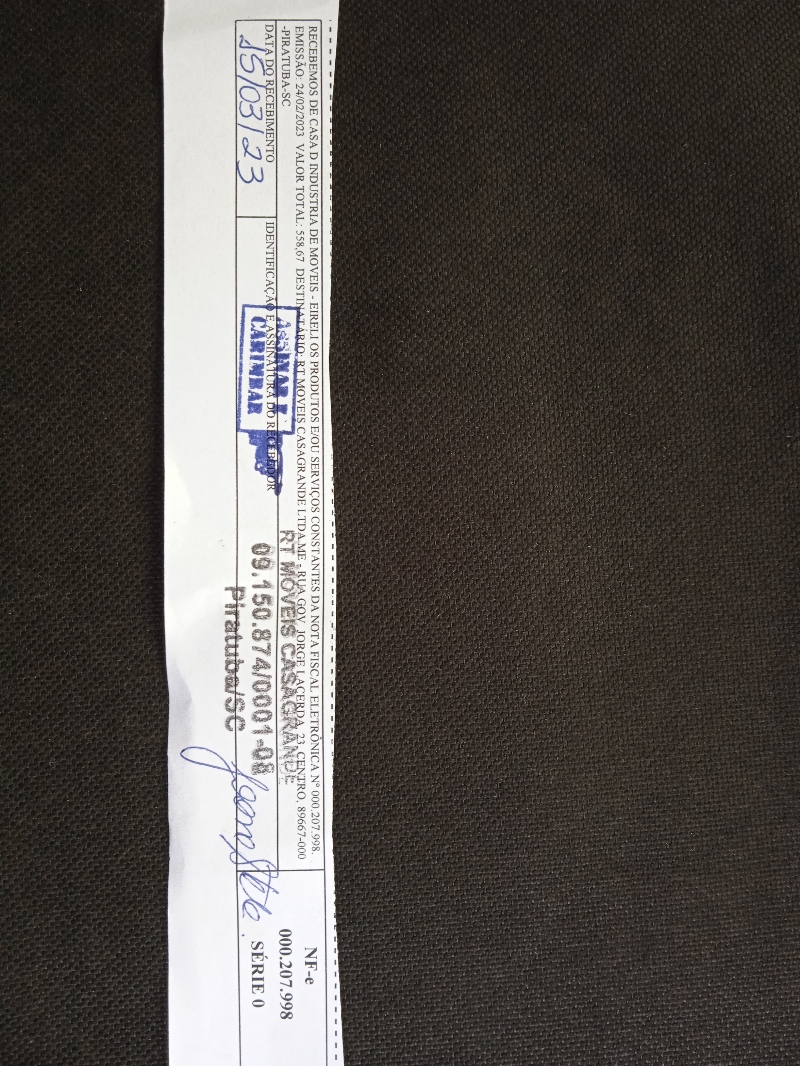 RECEBEMOS DE CASA D INDUSTRIA DE MOVEIS - EIRELI OS PRODUTOS E/OU SERVIÇOS CONSTANTES DA NOTA FISCAL ELETRÔNICA Nº 000.207.998.
EMISSÃO: 24/02/2023 VALOR TOTAL: 558,67 DESTINATÁRIO: RT MOVEIS CASAGRANDE LTDA ME - RUA GOV. JORGE LACERDA, 23, CENTRO, 89667-000
-PIRATUBA-SC
DATA DO RECEBIMENTO
15/03/23
IDENTIFICAÇÃO E ASSINATURA DO RECEBEDOR
ASSINAR E
CARIMBAR
RT MÓVEIS CASAGRANDE
09.150.874/0001-08
Piratuba/SC
NF-e
000.207.998
SÉRIE 0